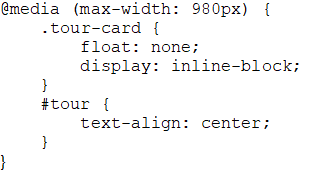 @media (max-width: 980px) {
    .tour-card {
        float: none;
        display: inline-block;
    }
    #tour {
        text-align: center;
    }
}